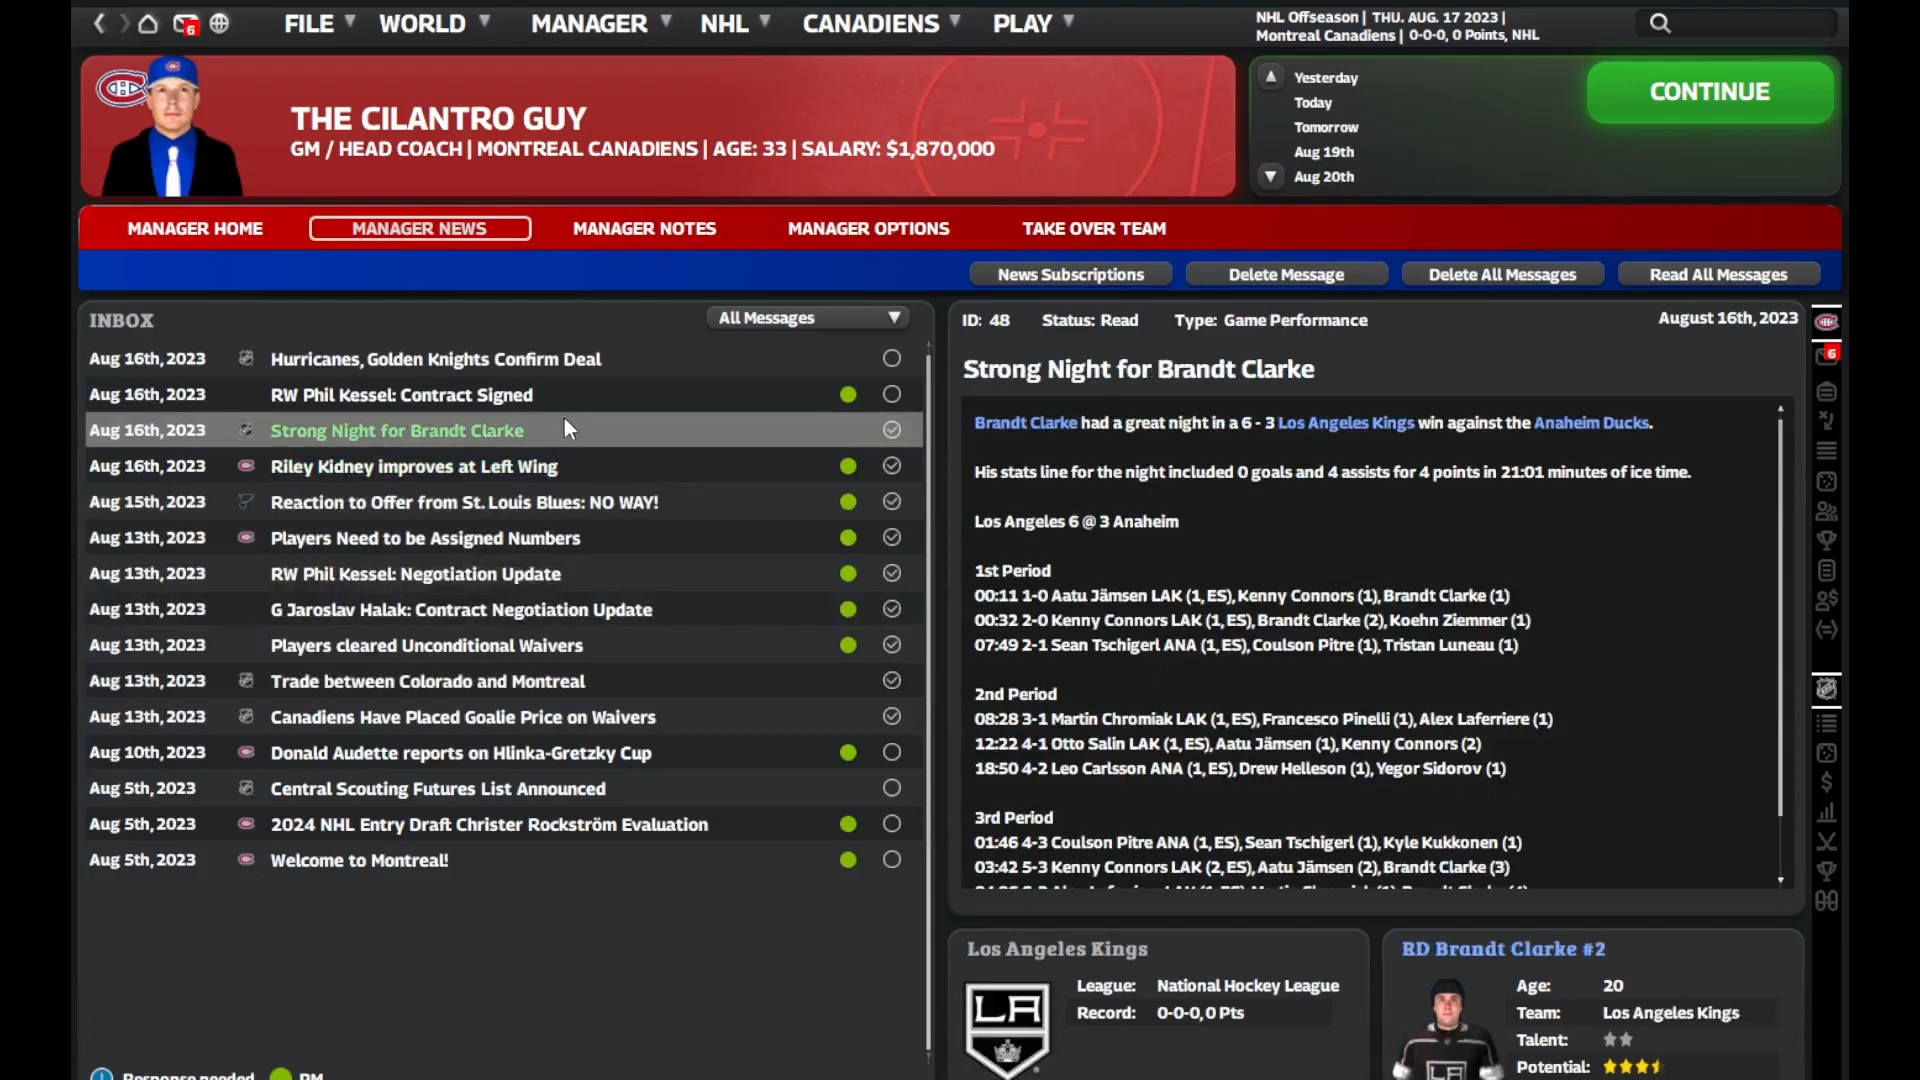 6
FILE
WORLD
MANAGER
NHL
CANADIENS
PLAY
NHL Offseason | THU. AUG. 17 2023 |
Montreal Canadiens | 0-0-0, 0 Points, NHL
THE CILANTRO GUY
GM / HEAD COACH | MONTREAL CANADIENS | AGE: 33 | SALARY: $1,870,000
Yesterday
Today
Tomorrow
Aug 19th
Aug 20th
CONTINUE
MANAGER HOME
MANAGER NEWS
MANAGER NOTES
MANAGER OPTIONS
TAKE OVER TEAM
News Subscriptions
Delete Message
Delete All Messages
Read All Messages
INBOX
All Messages
Aug 16th, 2023 Hurricanes, Golden Knights Confirm Deal
Aug 16th, 2023 RW Phil Kessel: Contract Signed
Aug 16th, 2023 Strong Night for Brandt Clarke
Aug 16th, 2023 Riley Kidney improves at Left Wing
Aug 15th, 2023 Reaction to Offer from St. Louis Blues: NO WAY!
Aug 13th, 2023 Players Need to be Assigned Numbers
Aug 13th, 2023 RW Phil Kessel: Negotiation Update
Aug 13th, 2023 G Jaroslav Halak: Contract Negotiation Update
Aug 13th, 2023 Players cleared Unconditional Waivers
Aug 13th, 2023 Trade between Colorado and Montreal
Aug 13th, 2023 Canadiens Have Placed Goalie Price on Waivers
Aug 10th, 2023 Donald Audette reports on Hlinka-Gretzky Cup
Aug 5th, 2023 Central Scouting Futures List Announced
Aug 5th, 2023 2024 NHL Entry Draft Christer Rockström Evaluation
Aug 5th, 2023 Welcome to Montreal!
Response needed
PM
ID: 48 Status: Read Type: Game Performance August 16th, 2023
Strong Night for Brandt Clarke
Brandt Clarke had a great night in a 6 - 3 Los Angeles Kings win against the Anaheim Ducks.
His stats line for the night included 0 goals and 4 assists for 4 points in 21:01 minutes of ice time.
Los Angeles 6 @ 3 Anaheim
1st Period
00:11 1-0 Aatu Jämsen LAK (1, ES), Kenny Connors (1), Brandt Clarke (1)
00:32 2-0 Kenny Connors LAK (1, ES), Brandt Clarke (2), Koehn Ziemmer (1)
07:49 2-1 Sean Tschigerl ANA (1, ES), Coulson Pitre (1), Tristan Luneau (1)
2nd Period
08:28 3-1 Martin Chromiak LAK (1, ES), Francesco Pinelli (1), Alex Laferriere (1)
12:22 4-1 Otto Salin LAK (1, ES), Aatu Jämsen (1), Kenny Connors (2)
18:50 4-2 Leo Carlsson ANA (1, ES), Drew Helleson (1), Yegor Sidorov (1)
3rd Period
01:46 4-3 Coulson Pitre ANA (1, ES), Sean Tschigerl (1), Kyle Kukkonen (1)
03:42 5-3 Kenny Connors LAK (2, ES), Aatu Jämsen (2), Brandt Clarke (3)
6
Los Angeles Kings
LA
League: National Hockey League
Record: 0-0-0, 0 Pts
RD Brandt Clarke #2
LA
Age: 20
Team: Los Angeles Kings
Talent:
Potential: